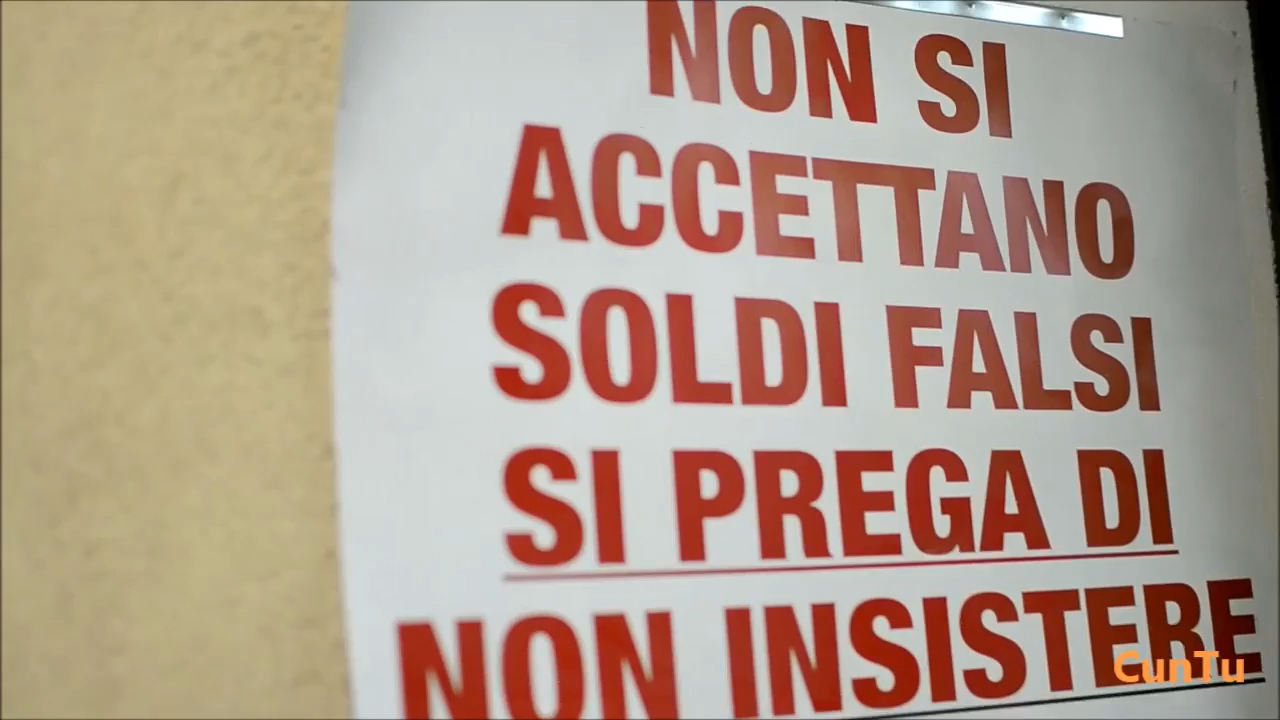 NON SI
ACCETTANO
SOLDI FALSI
SI PREGA DI
NON INSISTERE
CunTu